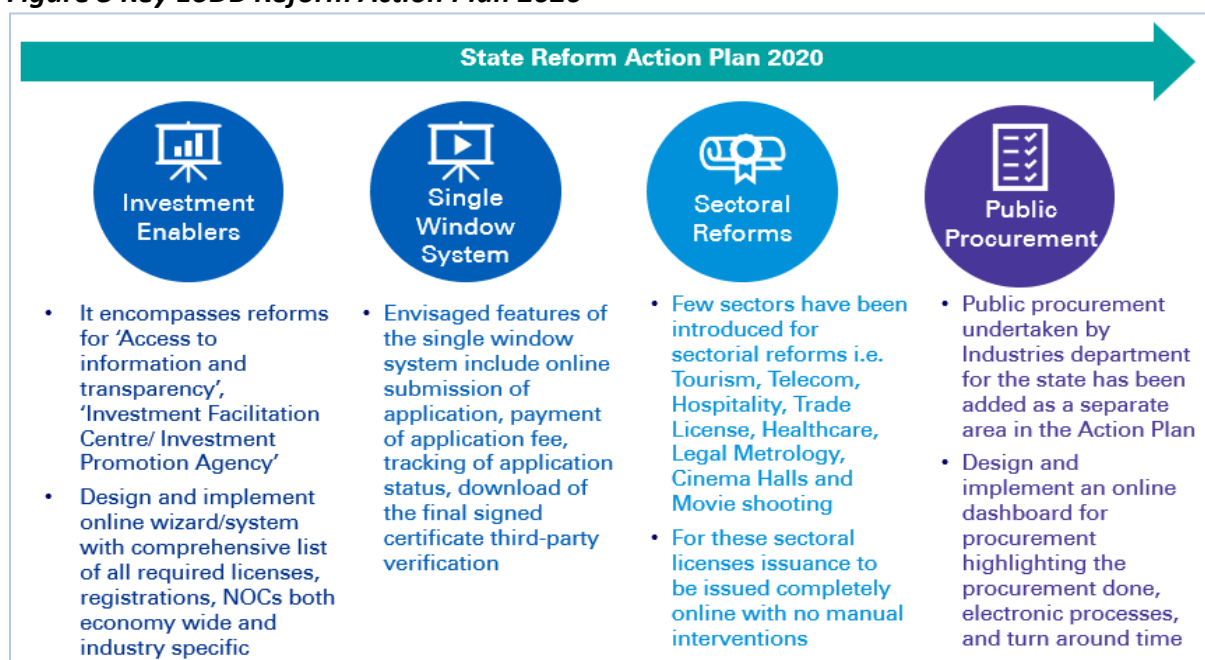 State Reform Action Plan 2020
Investment
Enablers
• It encompasses reforms
for ‘Access to
information and
transparency’,
‘Investment Facilitation
Centre/ Investment
Promotion Agency’
• Design and implement
online wizard/system
with comprehensive list
of all required licenses,
registrations, NOCs both
economy wide and
industry specific
Single
Window
System
• Envisaged features of
the single window
system include online
submission of
application, payment
of application fee,
tracking of application
status, download of
the final signed
certificate third-party
verification
Sectoral
Reforms
• Few sectors have been
introduced for
sectorial reforms i.e.
Tourism, Telecom,
Hospitality, Trade
License, Healthcare,
Legal Metrology,
Cinema Halls and
Movie shooting
• For these sectoral
licenses issuance to
be issued completely
online with no manual
interventions
Public
Procurement
• Public procurement
undertaken by
Industries department
for the state has been
added as a separate
area in the Action Plan
• Design and
implement an online
dashboard for
procurement
highlighting the
procurement done,
electronic processes,
and turn around time